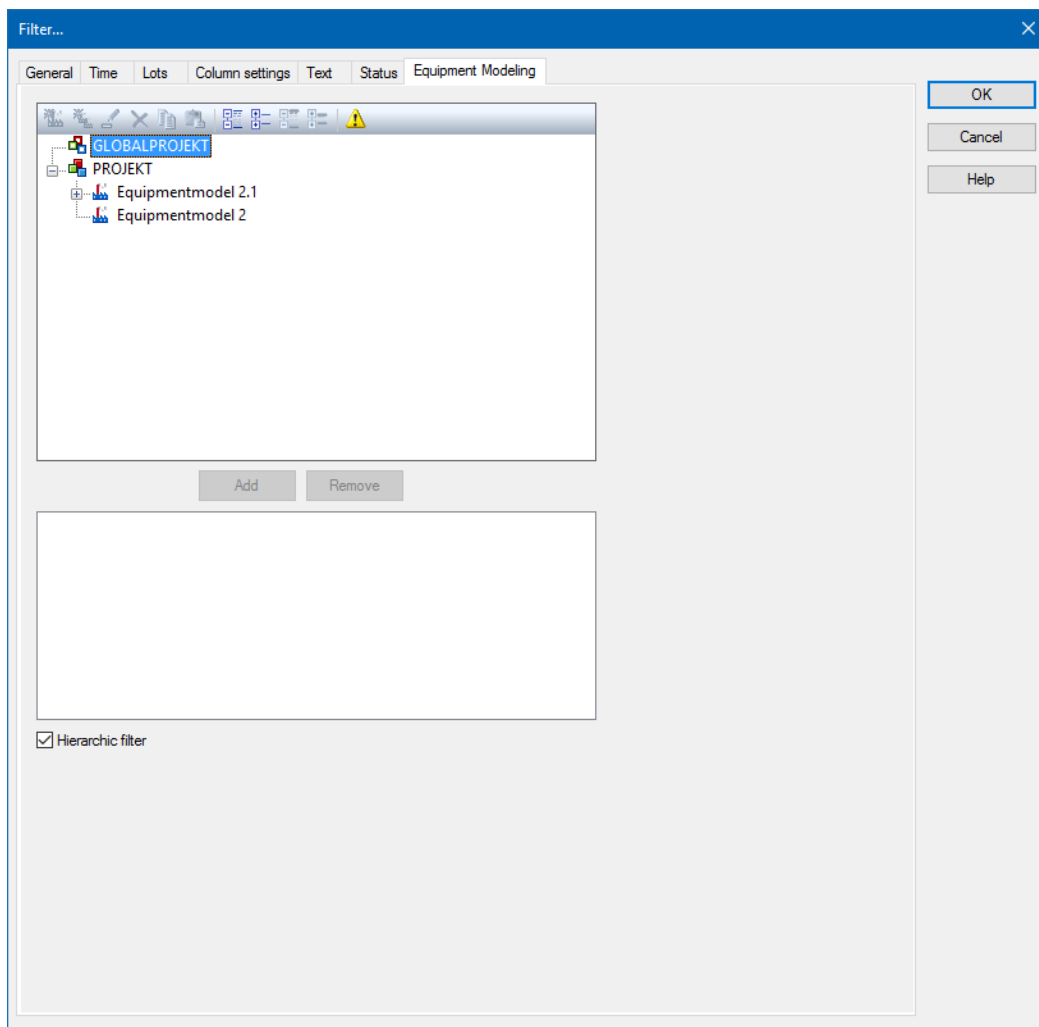 Filter...
General Time Lots Column settings Text Status Equipment Modeling
OK
Cancel
Help
GLOBALPROJEKT
PROJEKT
Equipmentmodel 2.1
Equipmentmodel 2
Add Remove
Hierarchic filter